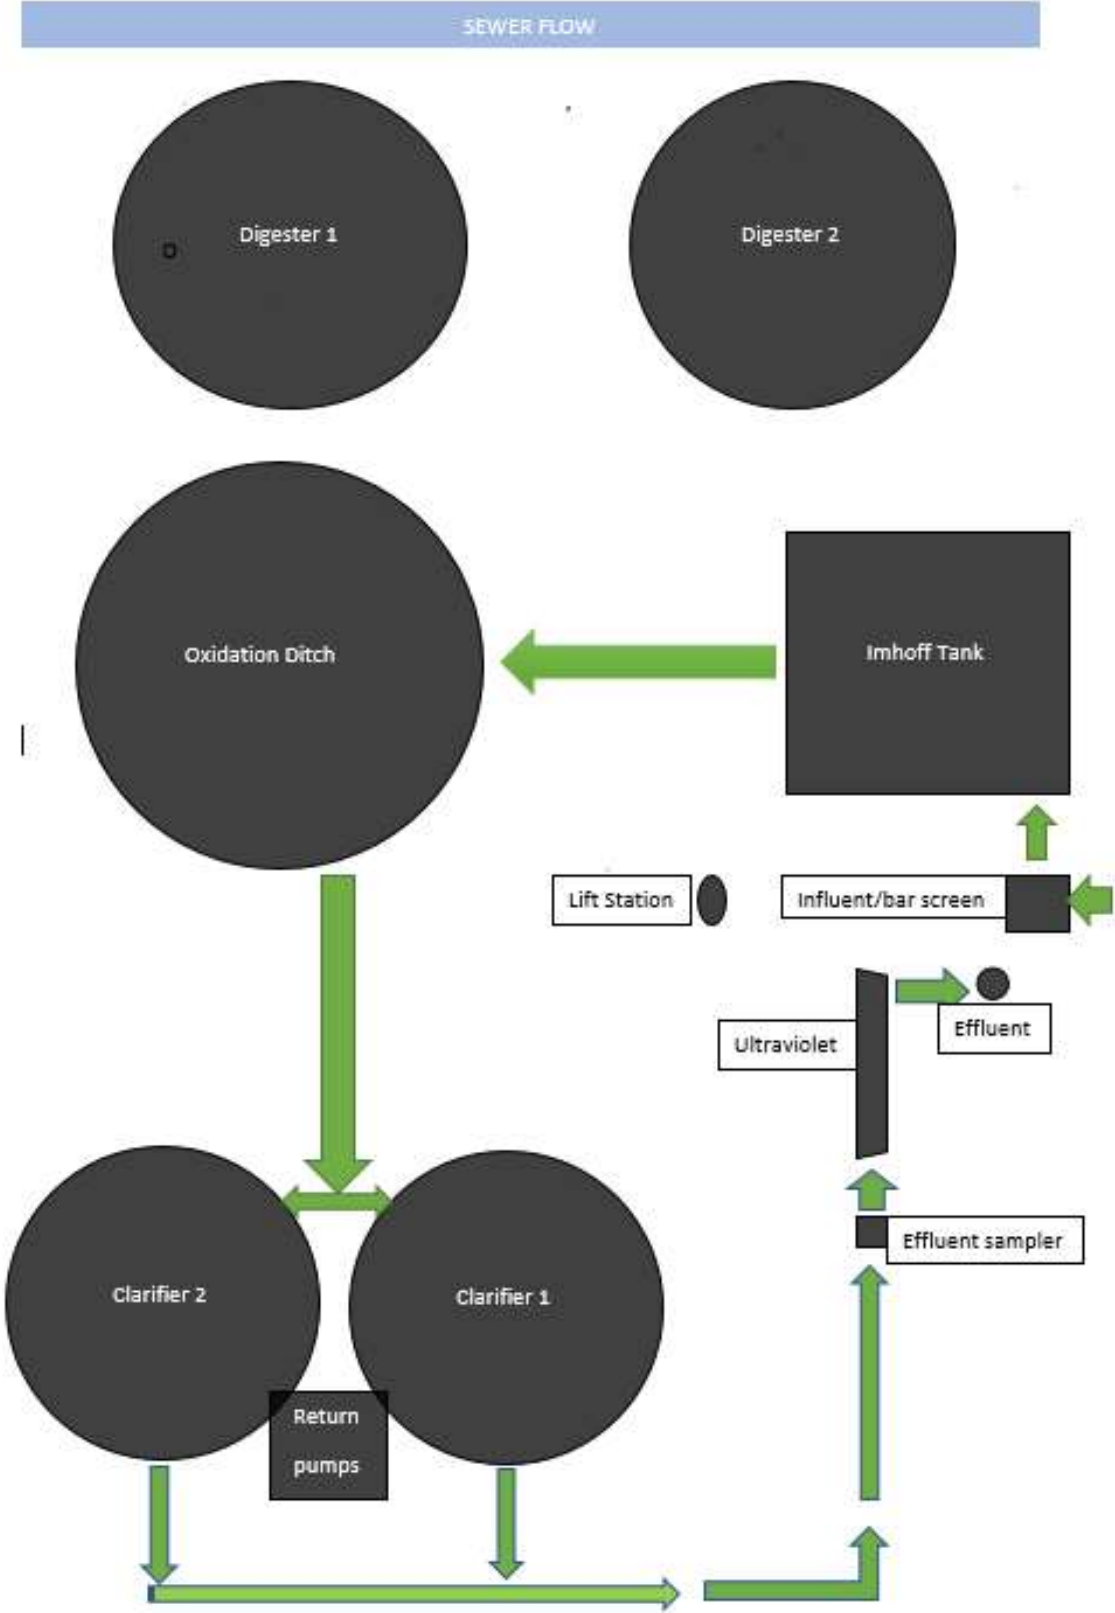 SEWER FLOW
Digester 1
Digester 2
Oxidation Ditch
Imhoff Tank
Lift Station
Influent/bar screen
Ultraviolet
Effluent
Effluent sampler
Clarifier 2
Clarifier 1
Return
pumps